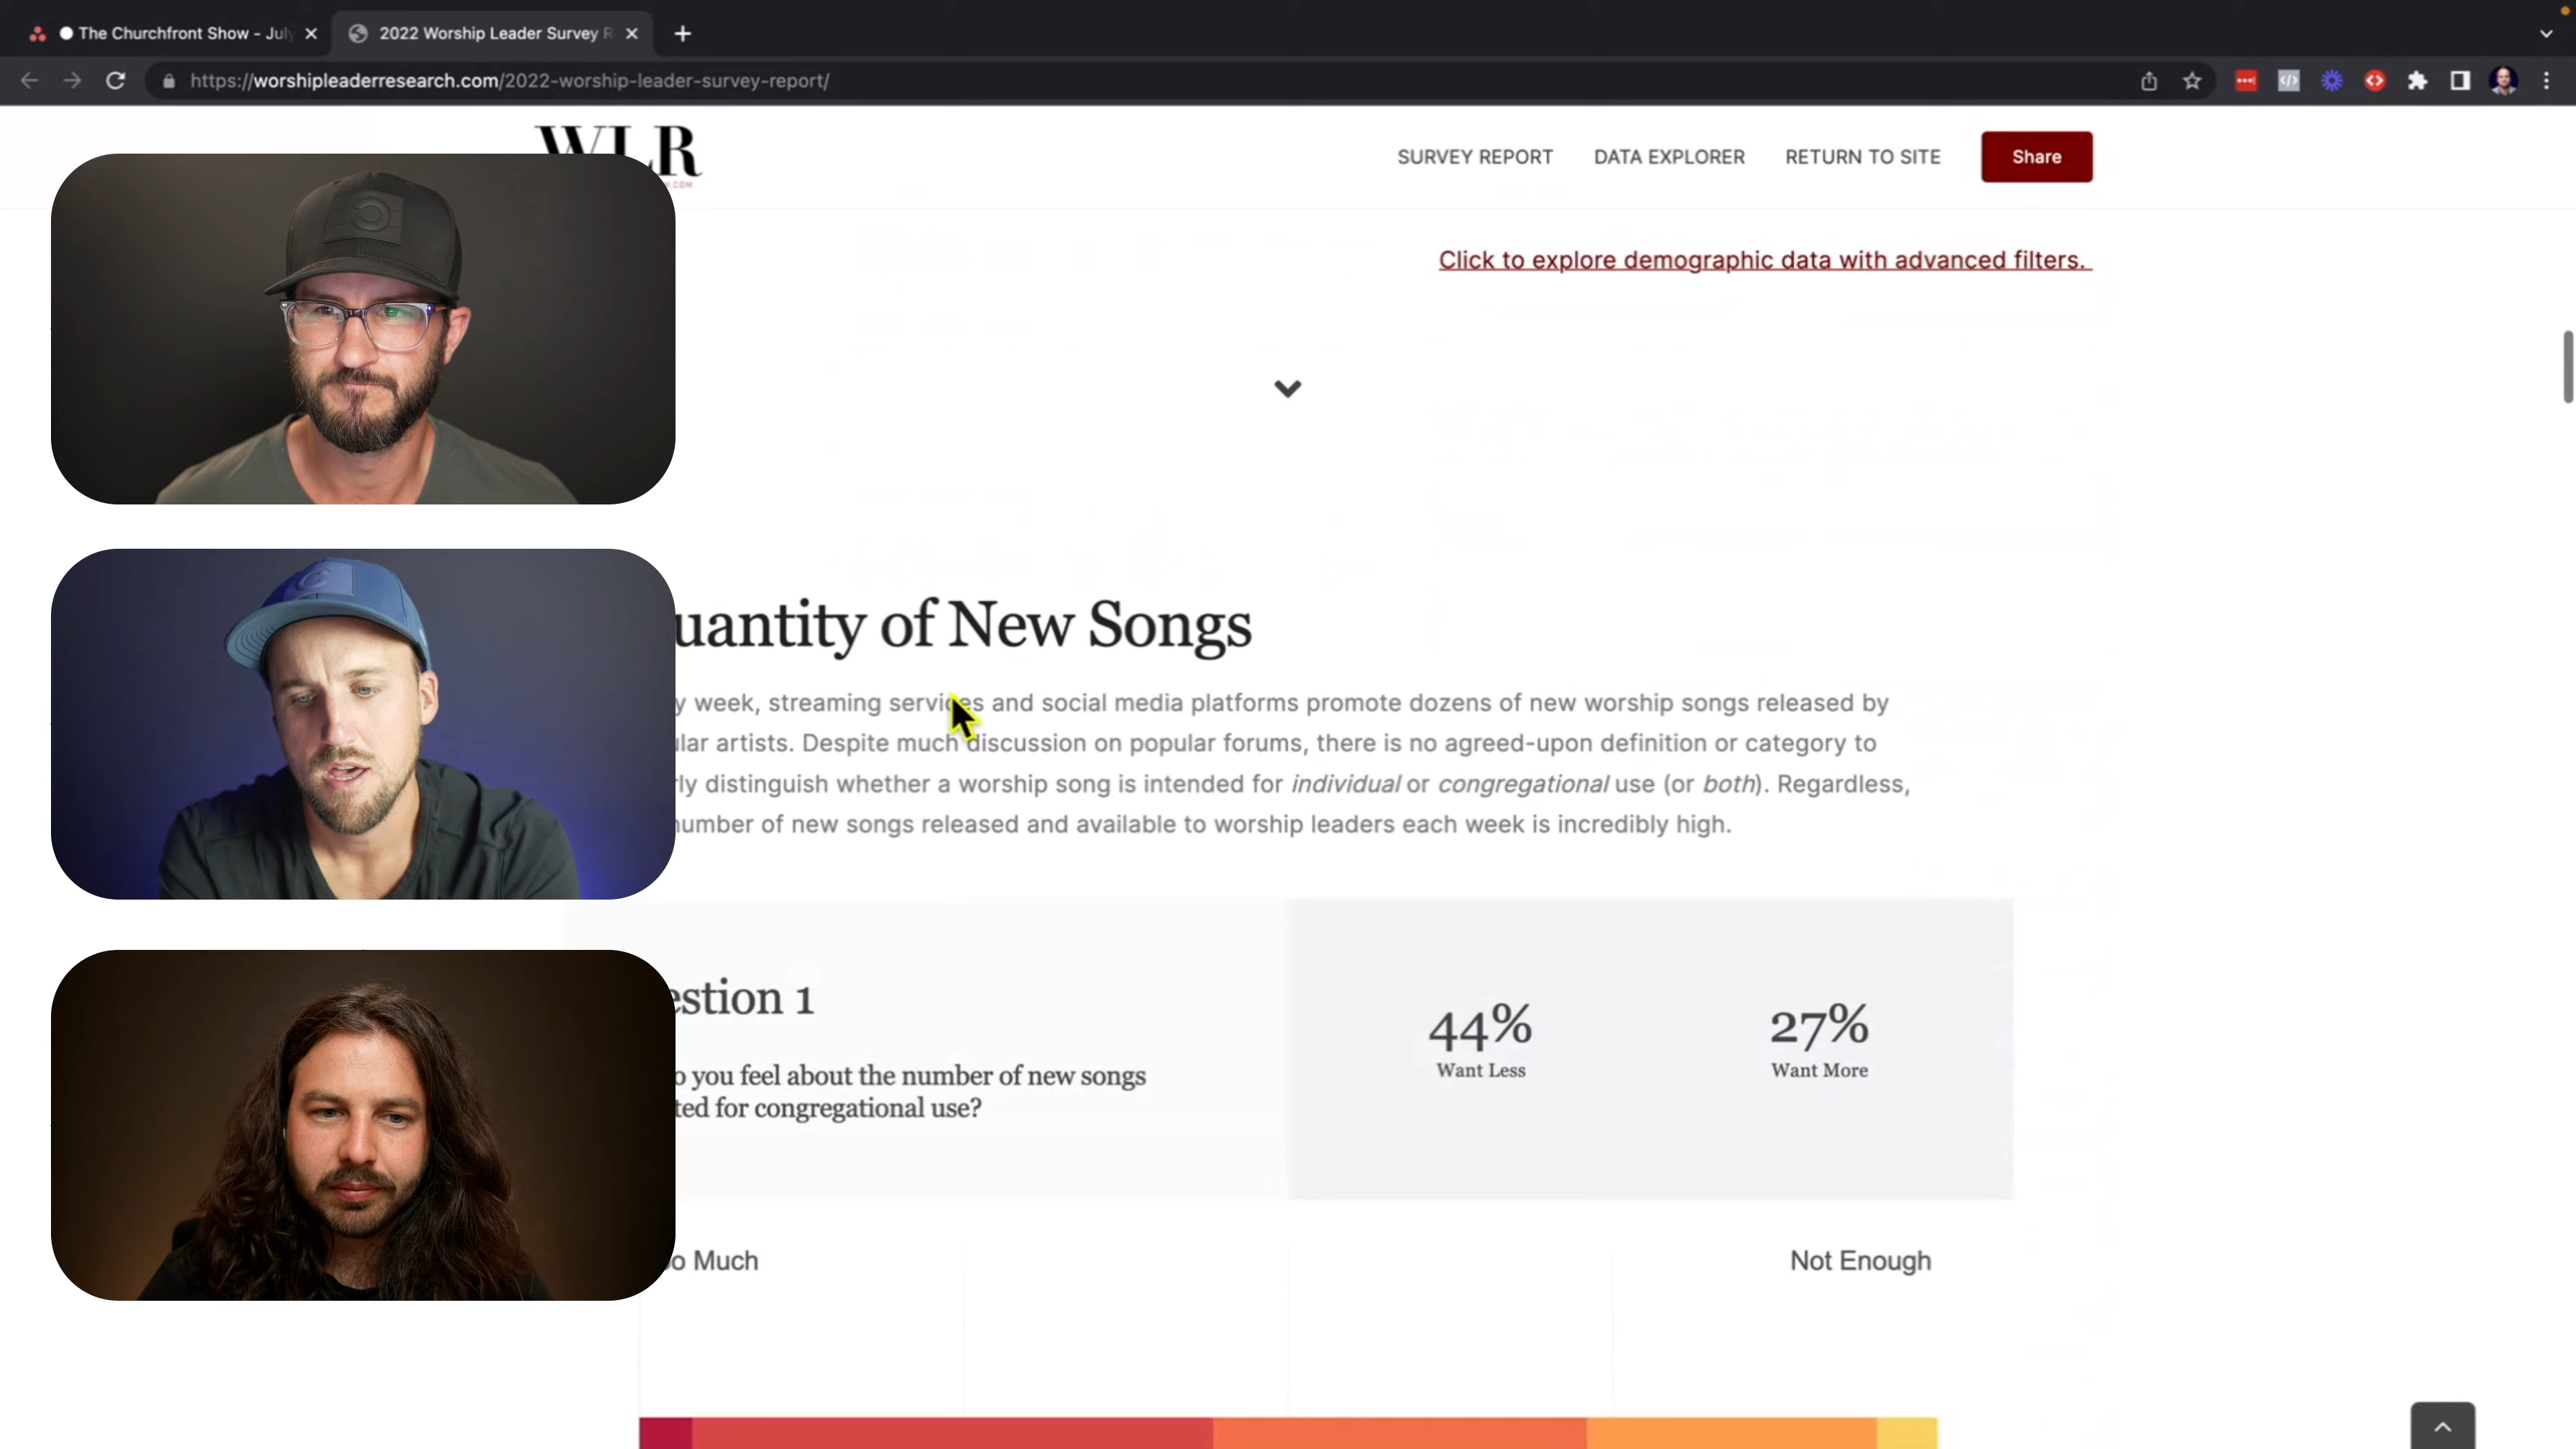 The Churchfront Show - July
2022 Worship Leader Survey R
https://worshipleaderresearch.com/2022-worship-leader-survey-report/
WLR
SURVEY REPORT
DATA EXPLORER
RETURN TO SITE
Share
Click to explore demographic data with advanced filters.
uantity of New Songs
y week, streaming services and social media platforms promote dozens of new worship songs released by
ular artists. Despite much discussion on popular forums, there is no agreed-upon definition or category to
rly distinguish whether a worship song is intended for individual or congregational use (or both). Regardless,
number of new songs released and available to worship leaders each week is incredibly high.
estion 1
o you feel about the number of new songs
ted for congregational use?
44%
Want Less
27%
Want More
o Much
Not Enough